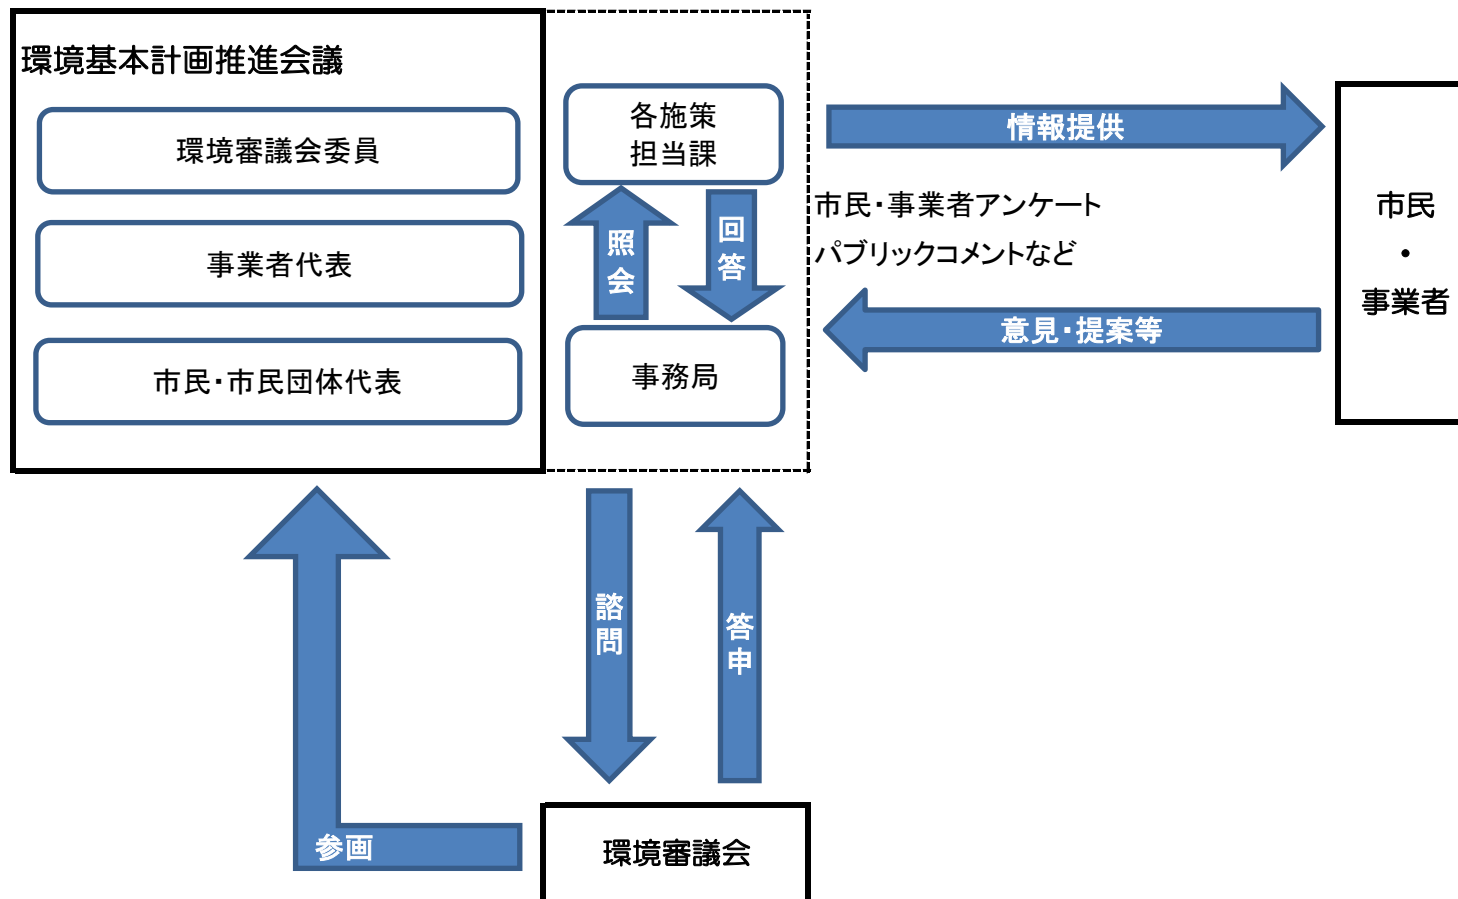 環境基本計画推進会議
環境審議会委員
事業者代表
市民・市民団体代表
各施策
担当課
照会
回答
事務局
情報提供
市民・事業者アンケート
パブリックコメントなど
意見・提案等
市民
・
事業者
諮問
答申
参画
環境審議会